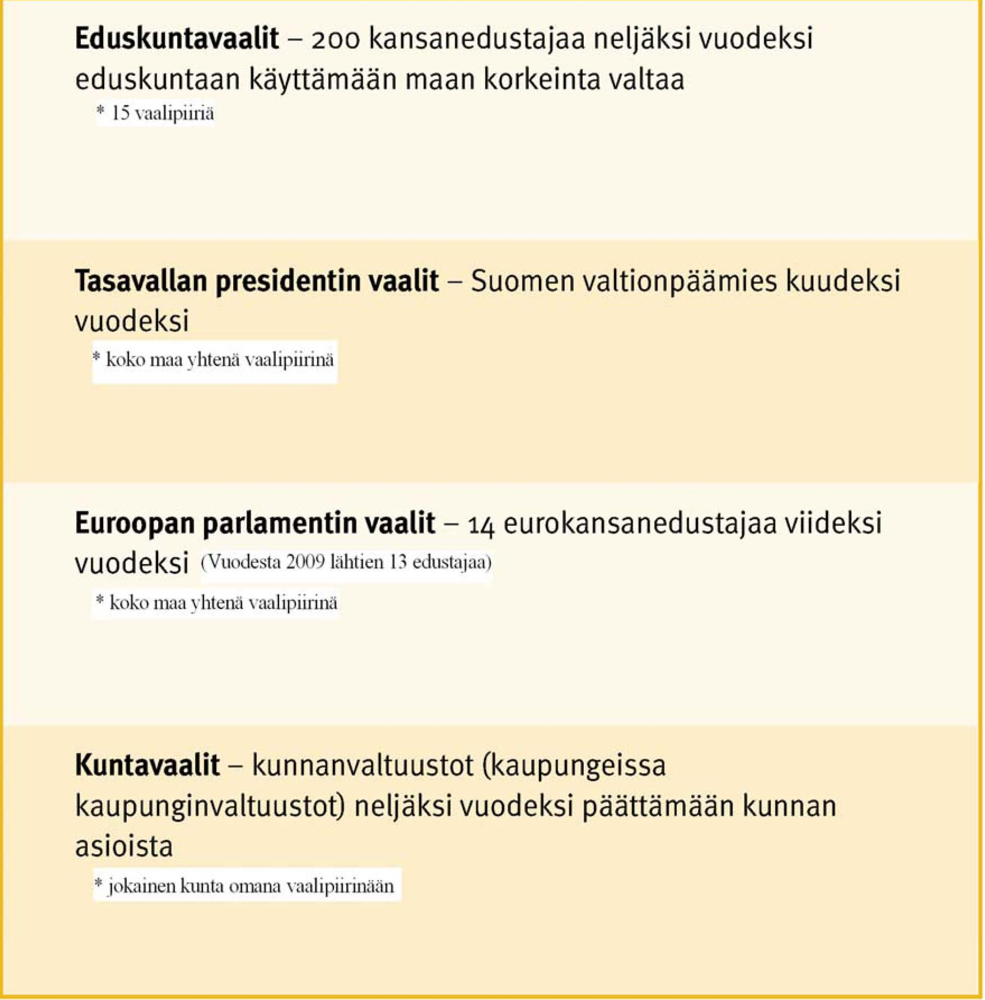 Eduskuntavaalit – 200 kansanedustajaa neljäksi vuodeksi
eduskuntaan käyttämään maan korkeinta valtaa
* 15 vaalipiiriä
Tasavallan presidentin vaalit – Suomen valtionpäämies kuudeksi
vuodeksi
* koko maa yhtenä vaalipiirinä
Euroopan parlamentin vaalit – 14 eurokansanedustajaa viideksi
vuodeksi (Vuodesta 2009 lähtien 13 edustajaa)
* koko maa yhtenä vaalipiirinä
Kuntavaalit – kunnanvaltuustot (kaupungeissa
kaupunginvaltuustot) neljäksi vuodeksi päättämään kunnan
asioista
* jokainen kunta omana vaalipiirinään